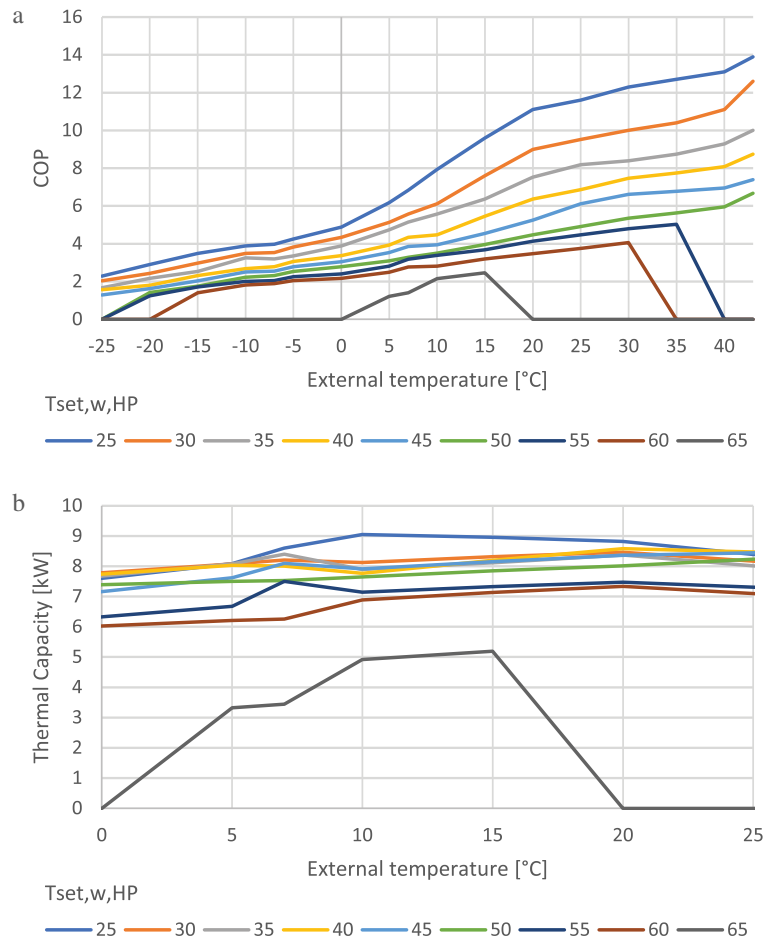 a
16
14
12
10
8
6
4
2
0
COP
-25 -20 -15 -10 -5 0 5 10 15 20 25 30 35 40
External temperature [°C]
Tset,w,HP
25 30 35 40 45 50 55 60 65
b
10
9
8
7
6
5
4
3
2
1
0
Thermal Capacity [kW]
0 5 10 15 20 25
External temperature [°C]
Tset,w,HP
25 30 35 40 45 50 55 60 65